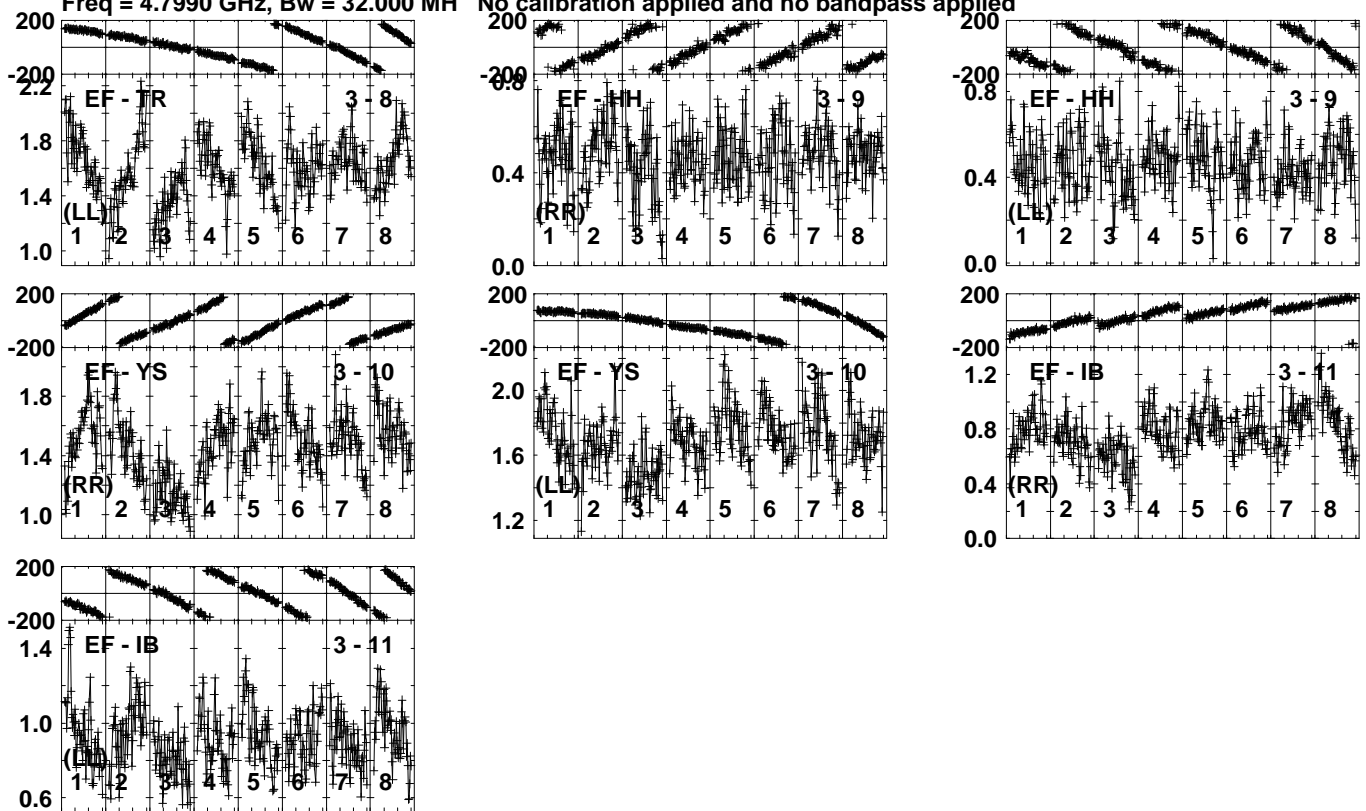 Freq = 4.7990 GHz, Bw = 32.000 MH No calibration applied and no bandpass applied
200
-200
2.2
1.8
1.4
1.0
EF - TR 3 - 8
(LL)
1 2 3 4 5 6 7 8
200
-200
0.8
0.4
0.0
EF - HH 3 - 9
(RR)
1 2 3 4 5 6 7 8
200
-200
0.8
0.4
0.0
EF - HH 3 - 9
(LL)
1 2 3 4 5 6 7 8
200
-200
1.8
1.4
1.0
EF - YS 3 - 10
(RR)
1 2 3 4 5 6 7 8
200
-200
2.0
1.6
1.2
EF - YS 3 - 10
(LL)
1 2 3 4 5 6 7 8
200
-200
1.2
0.8
0.4
0.0
EF - IB 3 - 11
(RR)
1 2 3 4 5 6 7 8
200
-200
1.4
1.0
0.6
EF - IB 3 - 11
(LL)
1 2 3 4 5 6 7 8